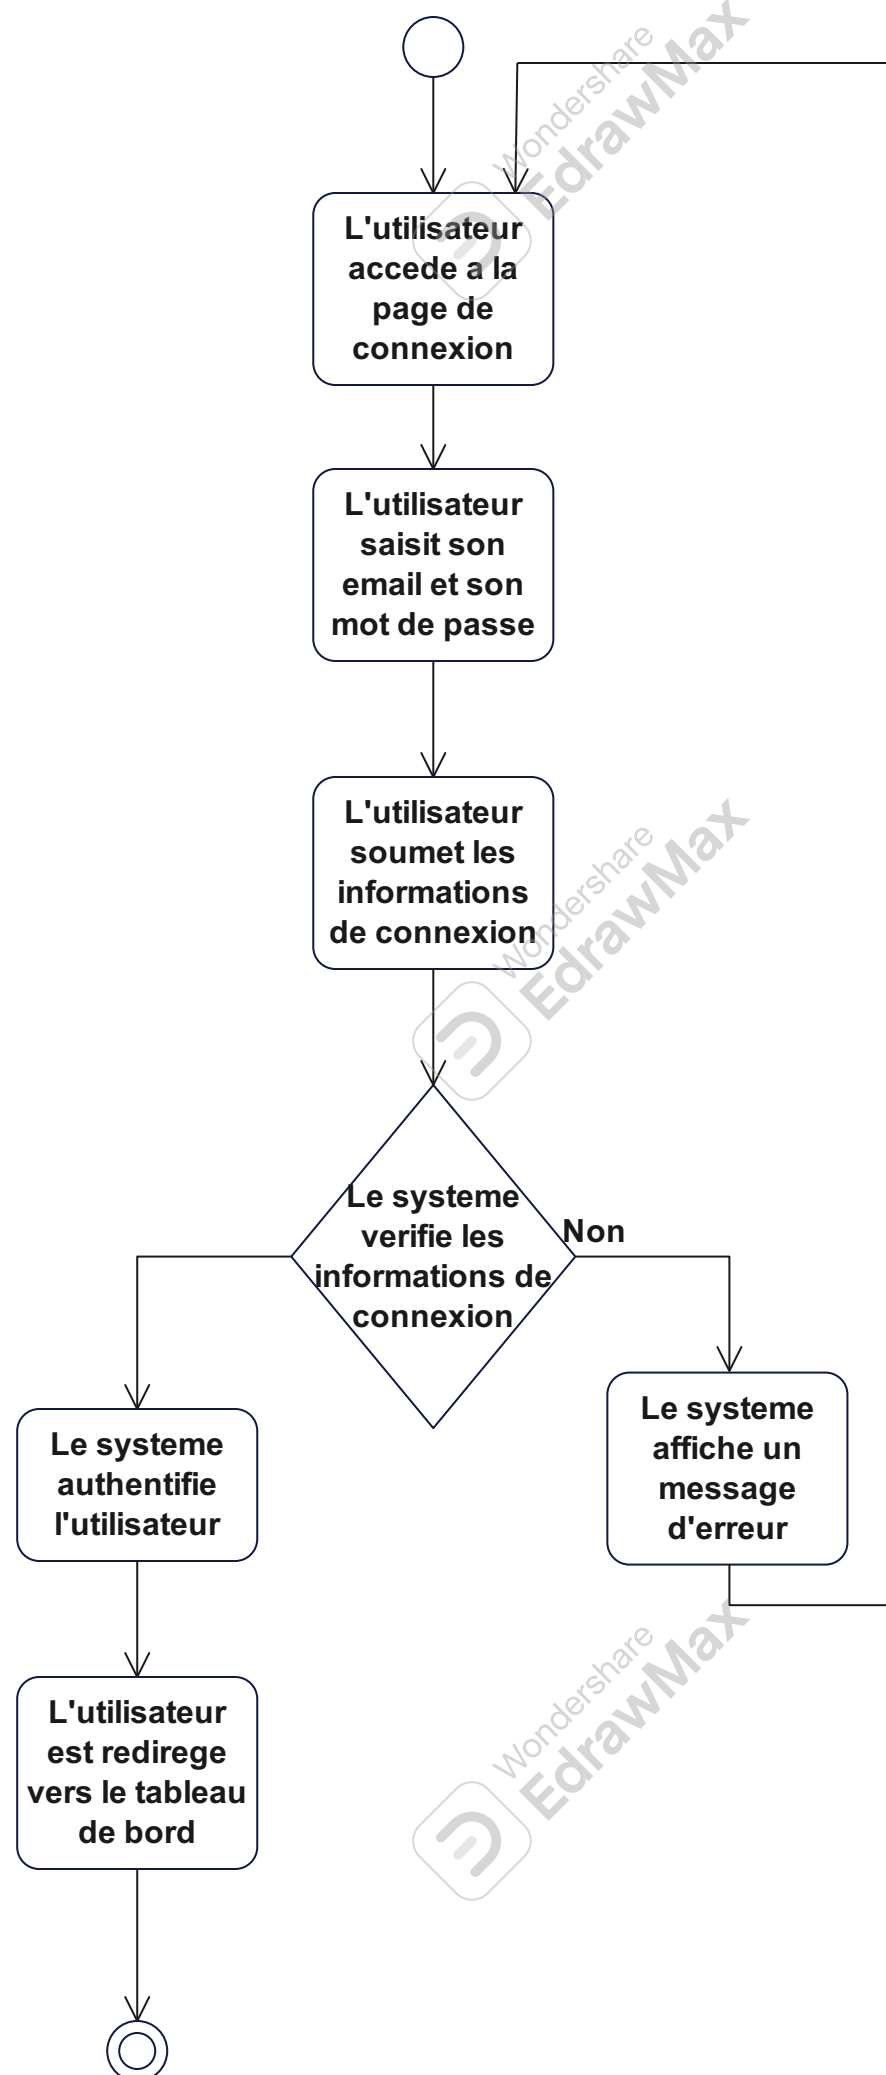 Wondershare
EdrawMax
L'utilisateur
accede a la
page de
connexion
L'utilisateur
saisit son
email et son
mot de passe
L'utilisateur
soumet les
informations
de connexion
Wondershare
EdrawMax
Le systeme
verifie les
informations de
connexion
Non
Le systeme
affiche un
message
d'erreur
Le systeme
authentifie
l'utilisateur
Wondershare
EdrawMax
L'utilisateur
est redirege
vers le tableau
de bord